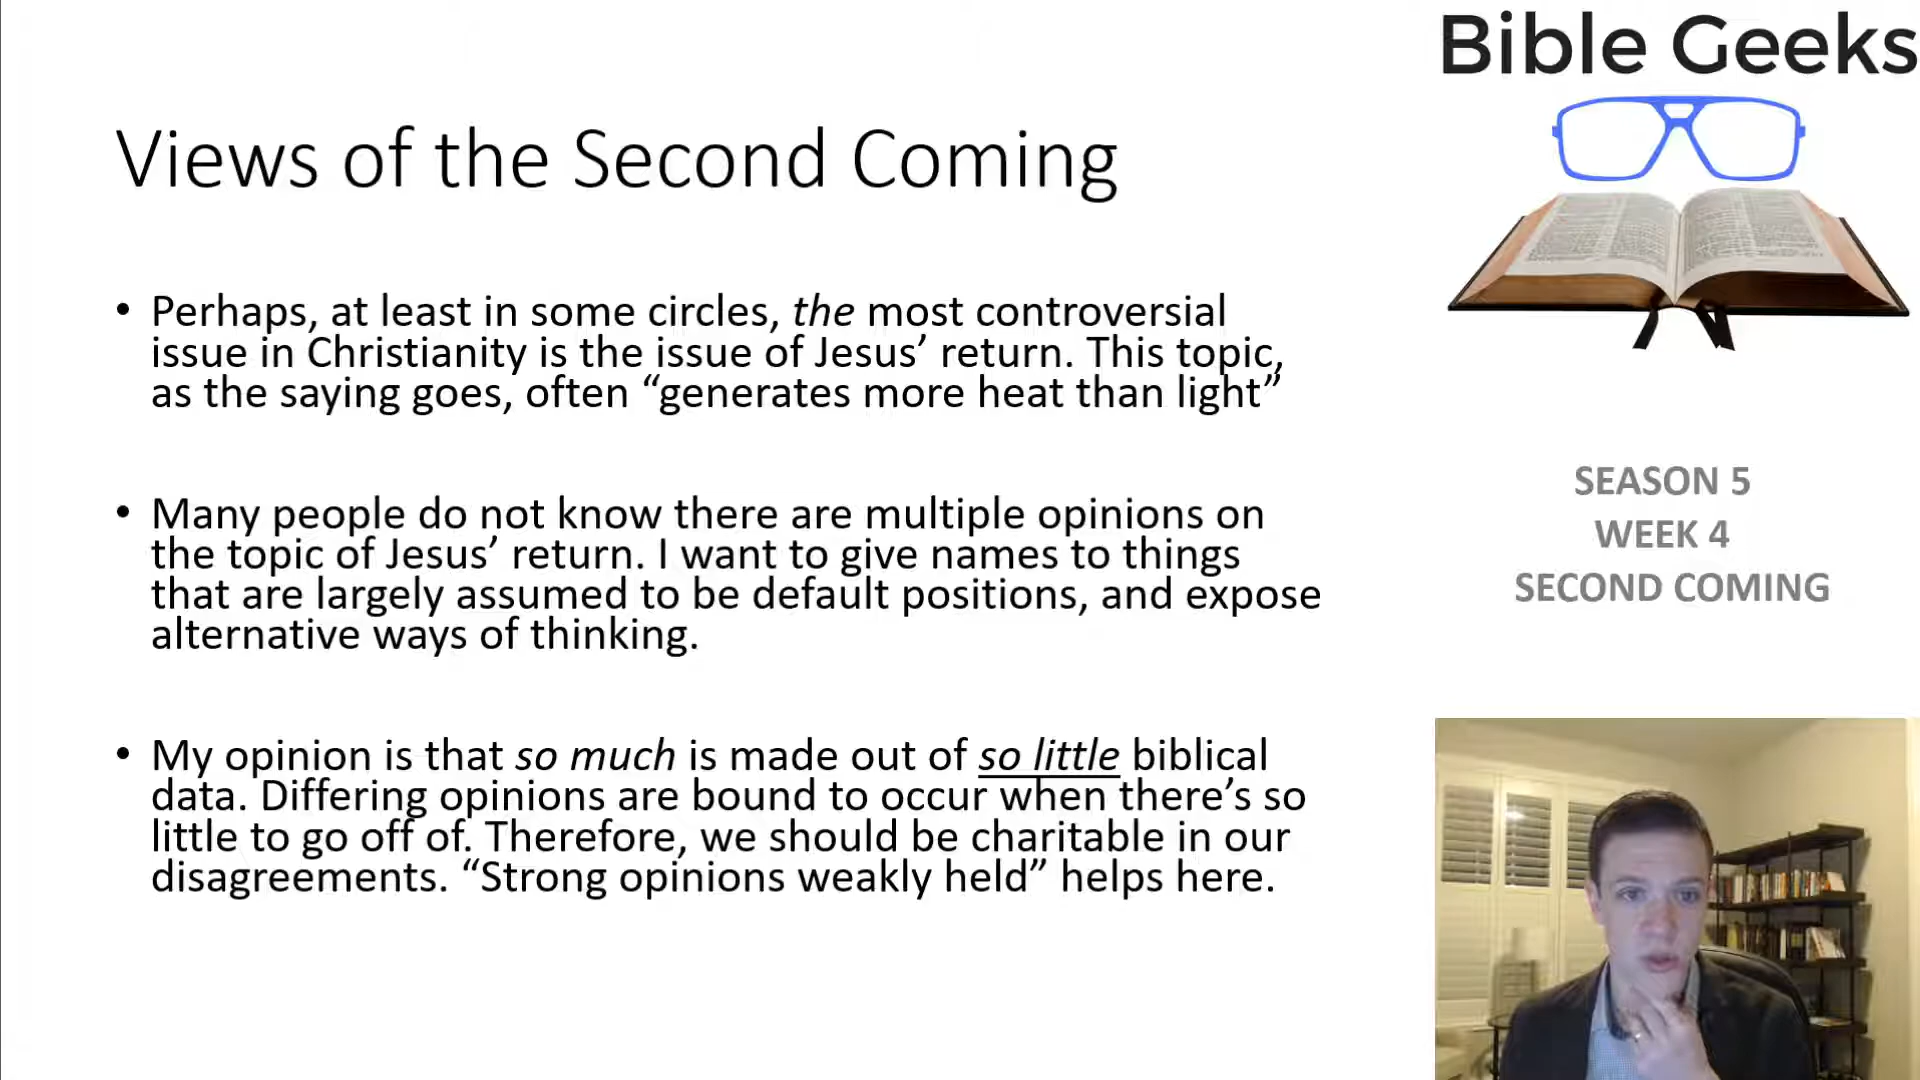 Bible Geeks
Views of the Second Coming
• Perhaps, at least in some circles, the most controversial
issue in Christianity is the issue of Jesus’ return. This topic,
as the saying goes, often “generates more heat than light”
• Many people do not know there are multiple opinions on
the topic of Jesus’ return. I want to give names to things
that are largely assumed to be default positions, and expose
alternative ways of thinking.
• My opinion is that so much is made out of so little biblical
data. Differing opinions are bound to occur when there’s so
little to go off of. Therefore, we should be charitable in our
disagreements. “Strong opinions weakly held” helps here.
SEASON 5
WEEK 4
SECOND COMING